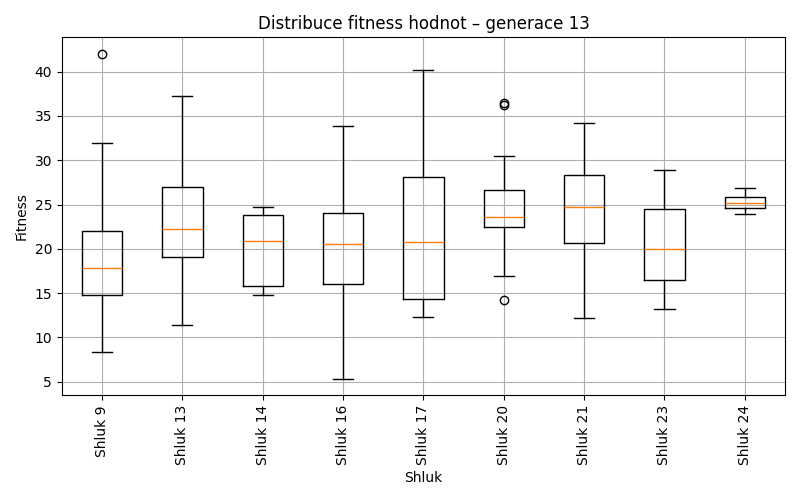 Distribuce fitness hodnot – generace 13
Fitness
40
35
30
25
20
15
10
5
Shluk 9
Shluk 13
Shluk 14
Shluk 16
Shluk 17
Shluk 20
Shluk 21
Shluk 23
Shluk 24
Shluk